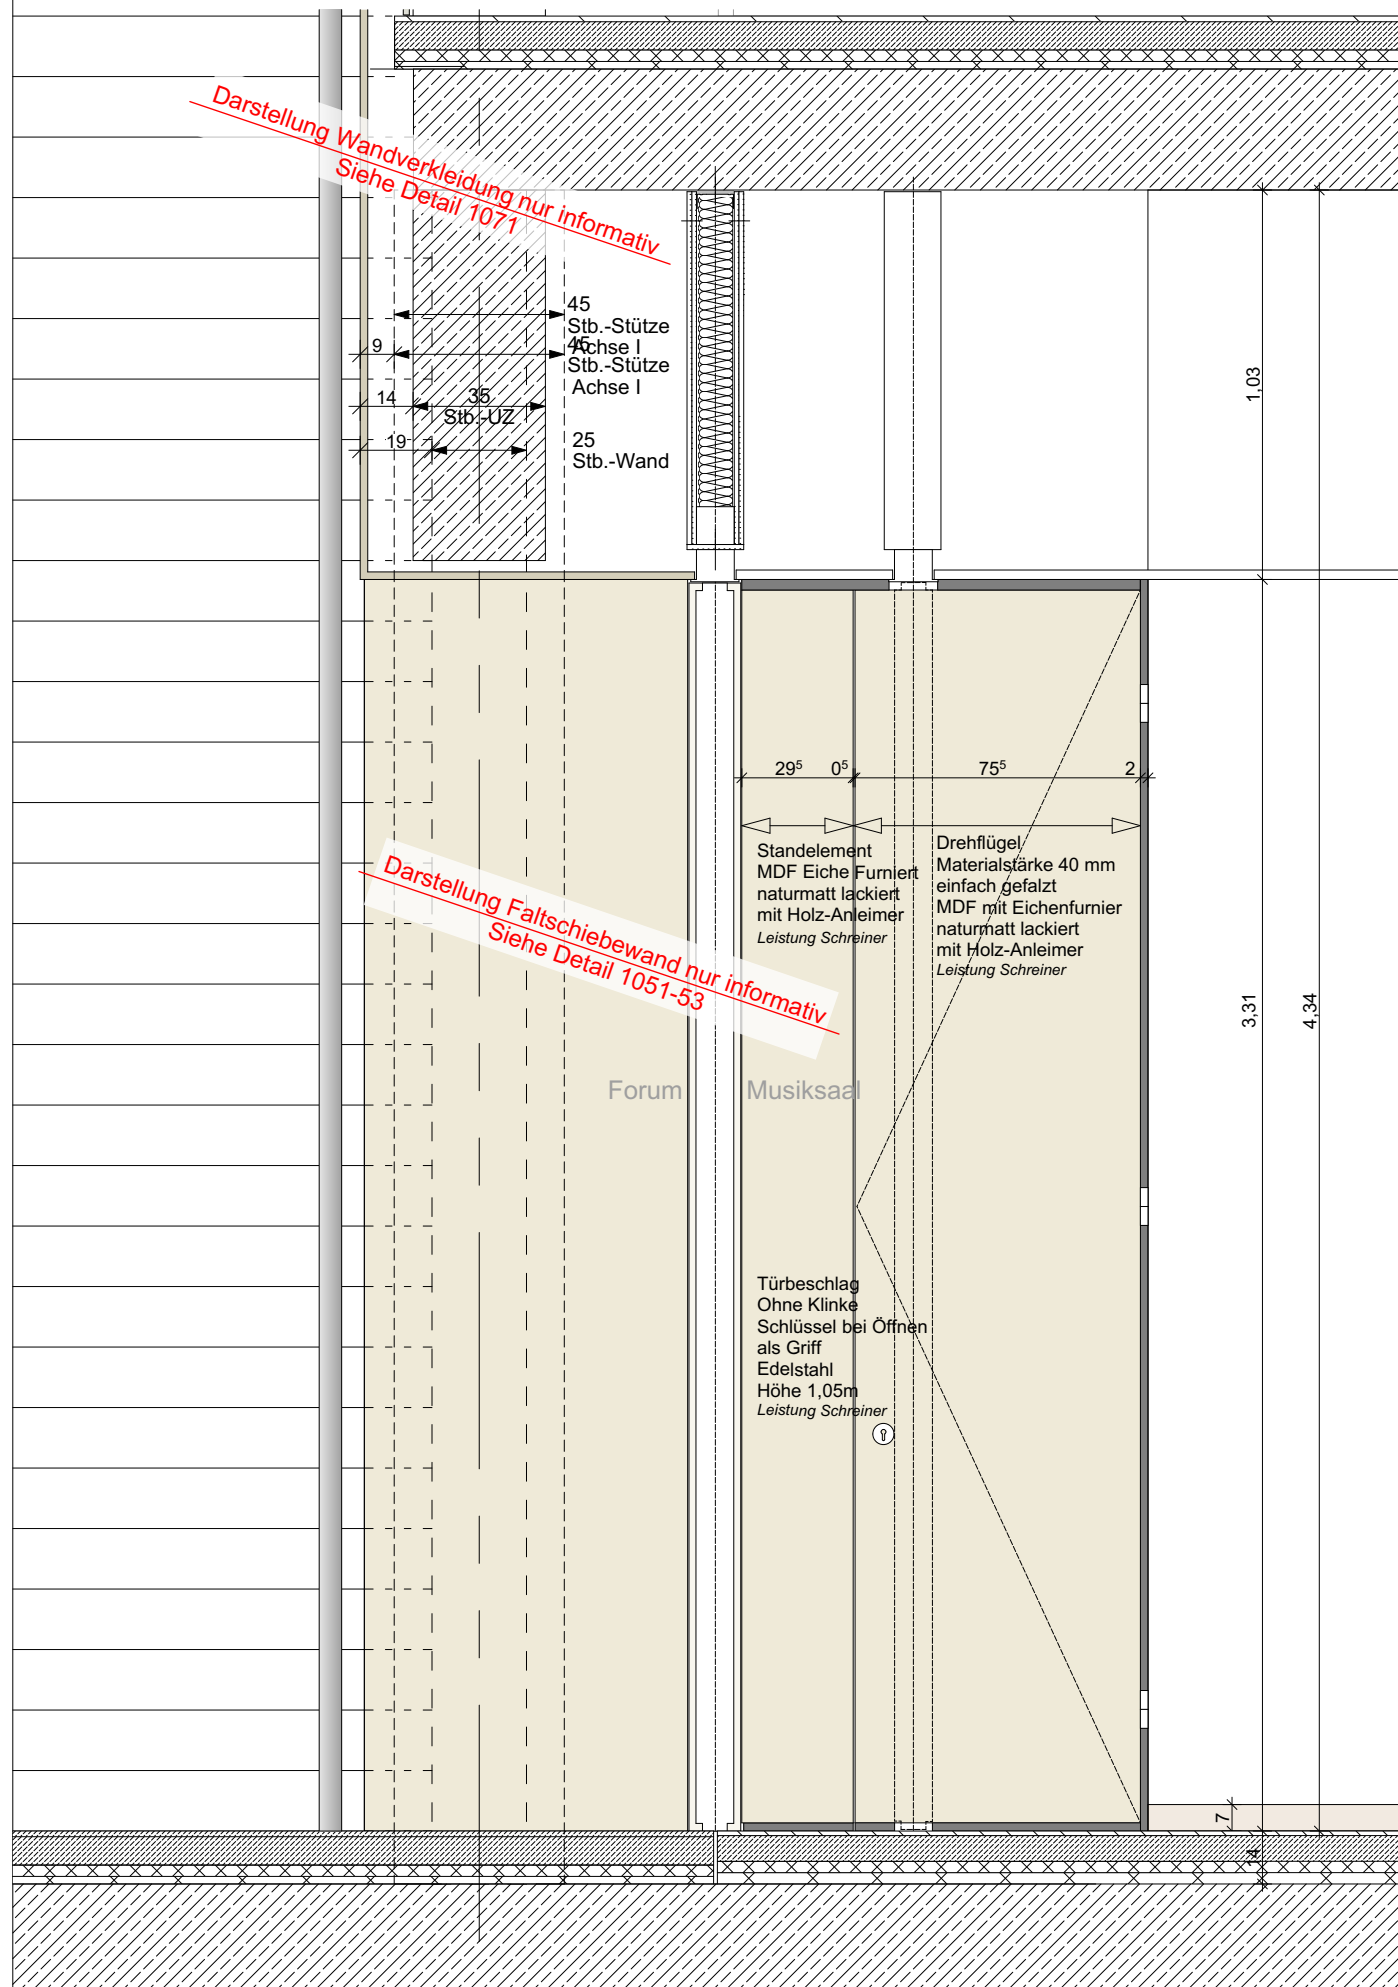 Darstellung Wandverkleidung nur informativ
Siehe Detail 1071
45
Stb.-Stütze
Achse I
9
45
Stb.-Stütze
Achse I
14
35
Stb.-UZ
19
25
Stb.-Wand
1,03
29⁵
0⁵
75⁵
2
Standelement
MDF Eiche Furniert
naturmatt lackiert
mit Holz-Anleimer
Leistung Schreiner
Drehflügel
Materialstärke 40 mm
einfach gefalzt
MDF mit Eichenfurnier
naturmatt lackiert
mit Holz-Anleimer
Leistung Schreiner
Darstellung Faltschiebewand nur informativ
Siehe Detail 1051-53
3,31
4,34
Forum
Musiksaal
Türbeschlag
Ohne Klinke
Schlüssel bei Öffnen
als Griff
Edelstahl
Höhe 1,05m
Leistung Schreiner
7
14